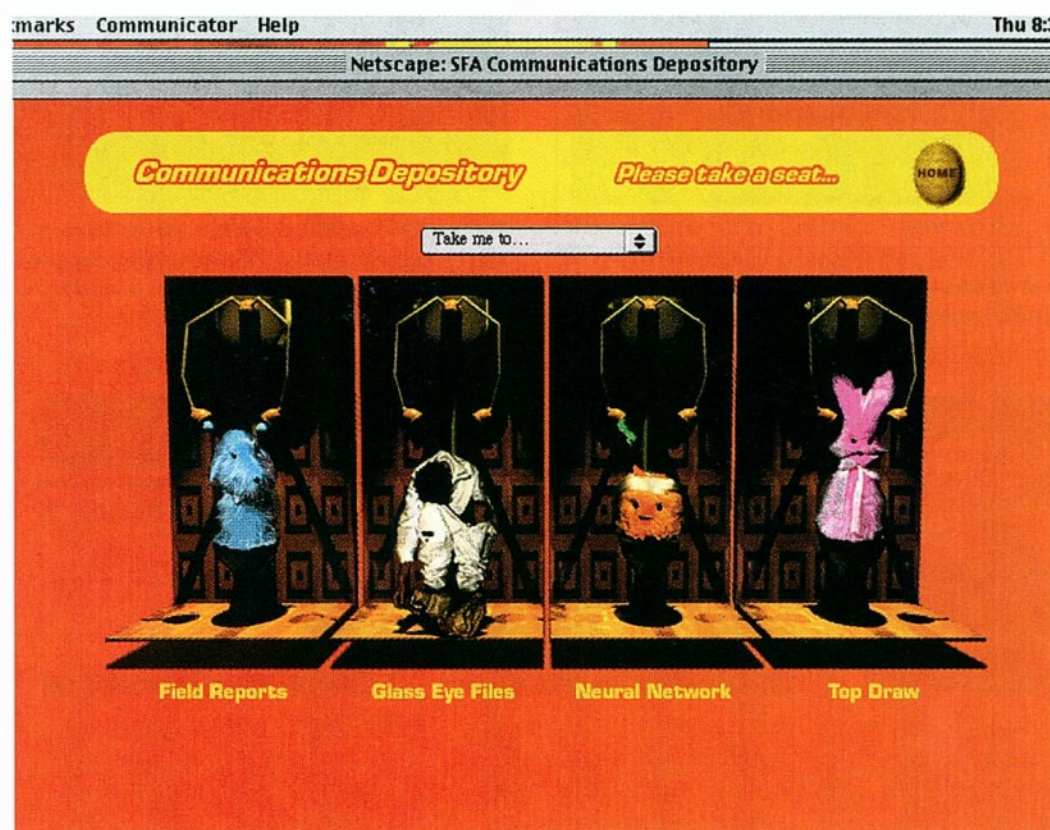 Communicator Help
Thu 8:
Netscape: SFA Communications Depository
Communications Depository
Please take a seat...
HOME
Take me to...
Field Reports
Glass Eye Files
Neural Network
Top Draw